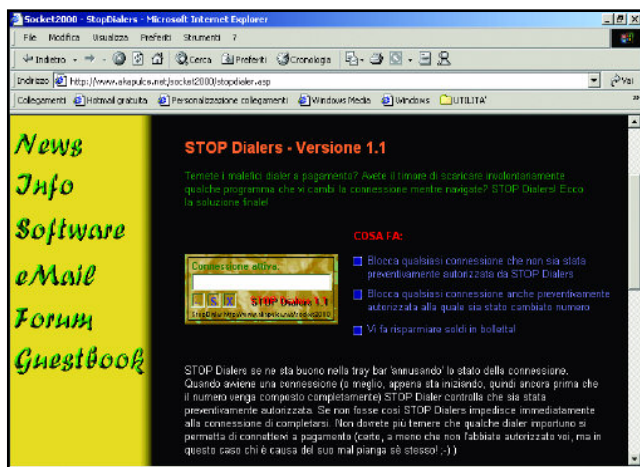 Socket2000 - StopDialers - Microsoft Internet Explorer
File Modifica Visualizza Preferiti Strumenti ?
Indietro Cerca Preferiti Cronologia
Indirizzo http://www.akapulce.net/socket2000/stopdialer.asp Vai
Collegamenti Hotmail gratuita Personalizzazione collegamenti Windows Media Windows UTILITA'
News
Info
Software
eMail
Forum
Guestbook
STOP Dialers - Versione 1.1
Temete i malefici dialer a pagamento? Avete il timore di scaricare involontariamente
qualche programma che vi cambi la connessione mentre navigate? STOP Dialers! Ecco
la soluzione finale!
COSA FA:
Connessione attiva:
_ S X STOP Dialers 1.1
Blocca qualsiasi connessione che non sia stata
preventivamente autorizzata da STOP Dialers
Blocca qualsiasi connessione anche preventivamente
autorizzata alla quale sia stato cambiato numero
Vi fa risparmiare soldi in bolletta!
STOP Dialers se ne sta buono nella tray bar 'annusando' lo stato della connessione.
Quando avviene una connessione (o meglio, appena sta iniziando, quindi ancora prima che
il numero venga composto completamente) STOP Dialer controlla che sia stata
preventivamente autorizzata. Se non fosse così STOP Dialers impedisce immediatamente
alla connessione di completarsi. Non dovrete più temere che qualche dialer importuno si
permetta di connettervi a pagamento (certo, a meno che non l'abbiate autorizzato voi, ma in
questo caso chi è causa del suo mal pianga sè stesso! ;-) )